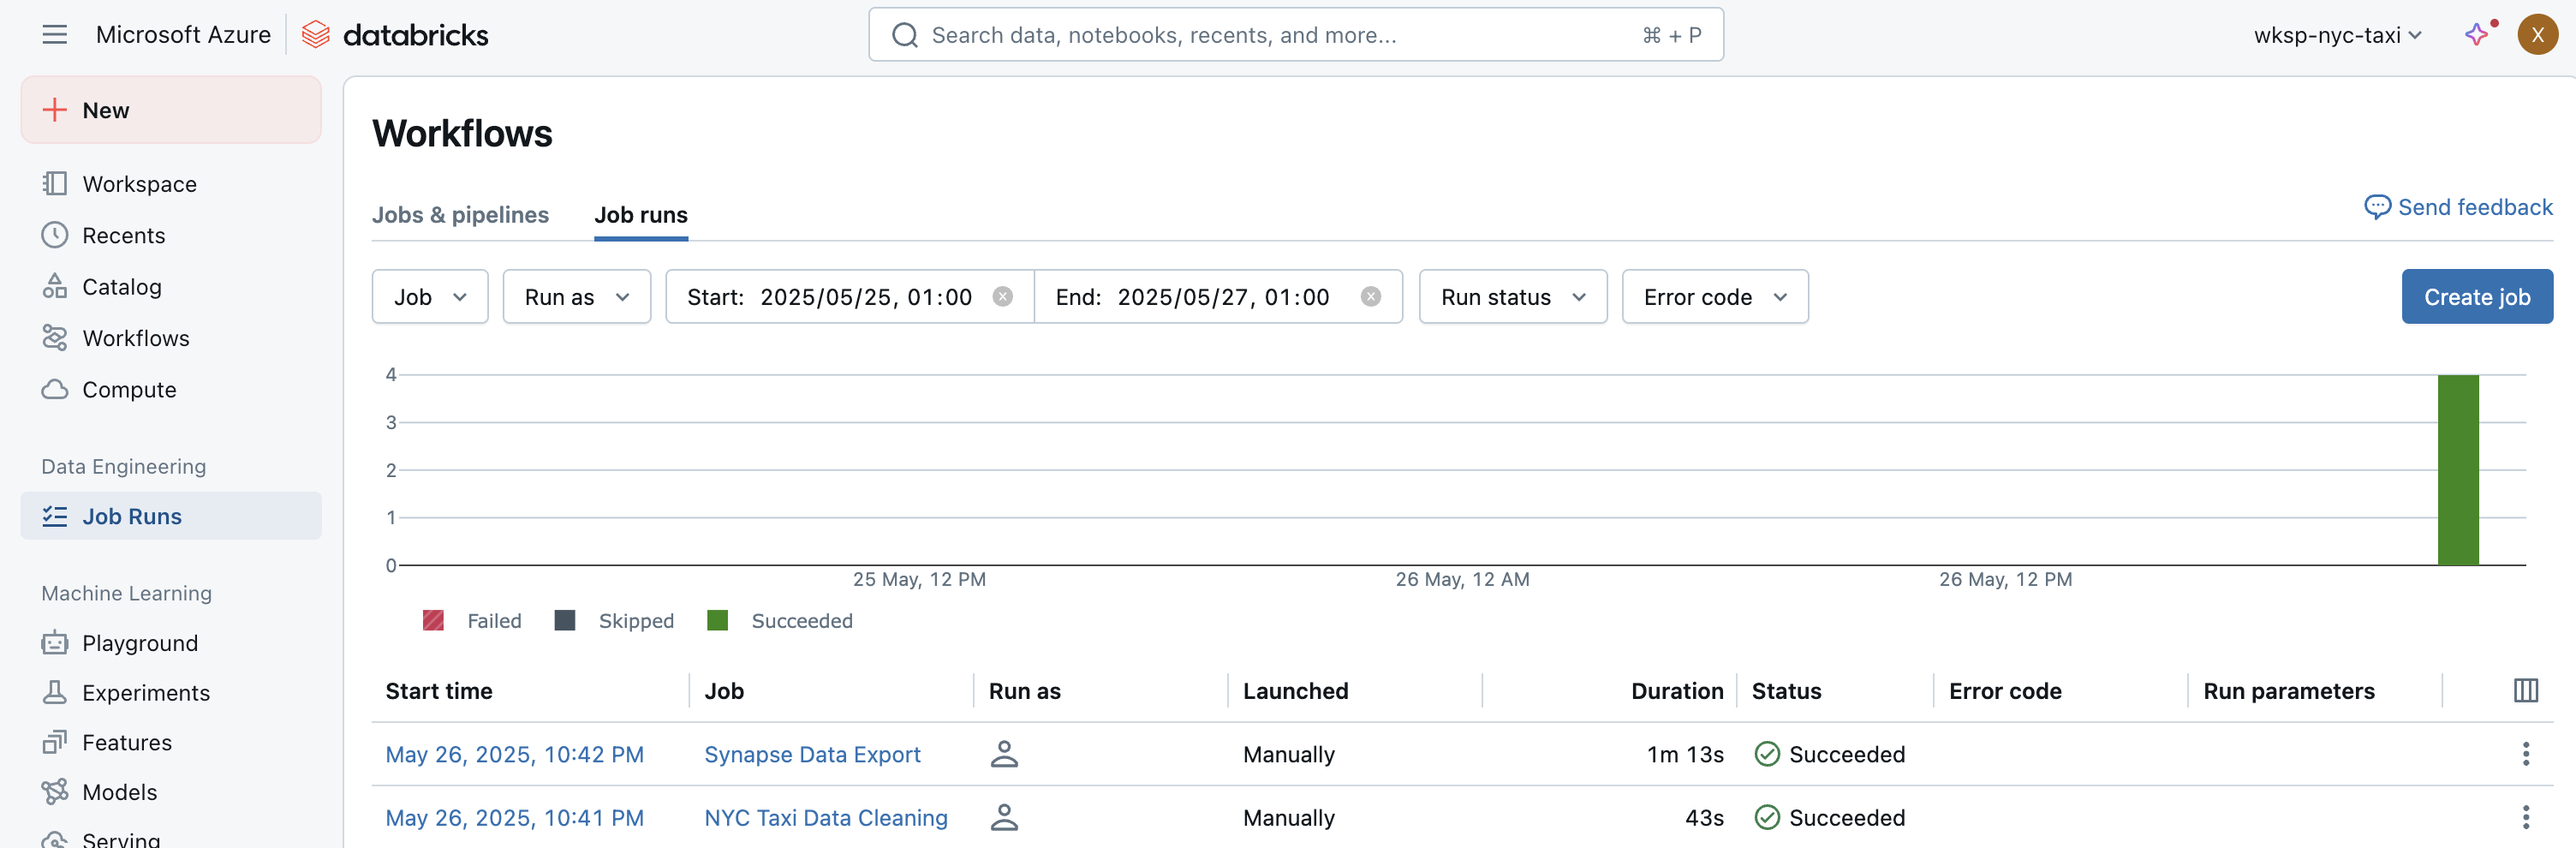 Microsoft Azure databricks Search data, notebooks, recents, and more... ⌘ + P wksp-nyc-taxi X
New
Workspace
Recents
Catalog
Workflows
Compute
Data Engineering
Job Runs
Machine Learning
Playground
Experiments
Features
Models
Serving
Workflows
Jobs & pipelines Job runs Send feedback
Job Run as Start: 2025/05/25, 01:00 End: 2025/05/27, 01:00 Run status Error code Create job
4
3
2
1
0
25 May, 12 PM 26 May, 12 AM 26 May, 12 PM
Failed Skipped Succeeded
Start time Job Run as Launched Duration Status Error code Run parameters
May 26, 2025, 10:42 PM Synapse Data Export Manually 1m 13s Succeeded
May 26, 2025, 10:41 PM NYC Taxi Data Cleaning Manually 43s Succeeded